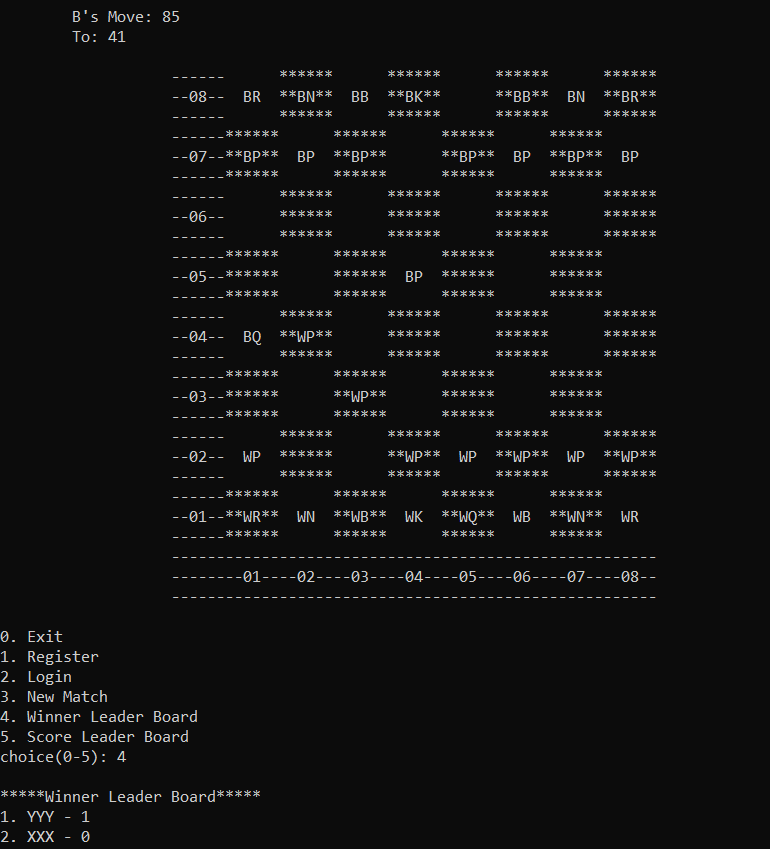 B's Move: 85
        To: 41
                   ------      ******      ******      ******      ******
                   --08--  BR  **BN**  BB  **BK**      **BB**  BN  **BR**
                   ------      ******      ******      ******      ******
                   ------******      ******      ******      ******
                   --07--**BP**  BP  **BP**      **BP**  BP  **BP**  BP
                   ------******      ******      ******      ******
                   ------      ******      ******      ******      ******
                   --06--      ******      ******      ******      ******
                   ------      ******      ******      ******      ******
                   ------******      ******      ******      ******
                   --05--******      ******  BP  ******      ******
                   ------******      ******      ******      ******
                   ------      ******      ******      ******      ******
                   --04--  BQ  **WP**      ******      ******      ******
                   ------      ******      ******      ******      ******
                   ------******      ******      ******      ******
                   --03--******      **WP**      ******      ******
                   ------******      ******      ******      ******
                   ------      ******      ******      ******      ******
                   --02--  WP  ******      **WP**  WP  **WP**  WP  **WP**
                   ------      ******      ******      ******      ******
                   ------******      ******      ******      ******
                   --01--**WR**  WN  **WB**  WK  **WQ**  WB  **WN**  WR
                   ------******      ******      ******      ******
                   ------------------------------------------------------
                   --------01----02----03----04----05----06----07----08--
                   ------------------------------------------------------
0. Exit
1. Register
2. Login
3. New Match
4. Winner Leader Board
5. Score Leader Board
choice(0-5): 4
*****Winner Leader Board*****
1. YYY - 1
2. XXX - 0